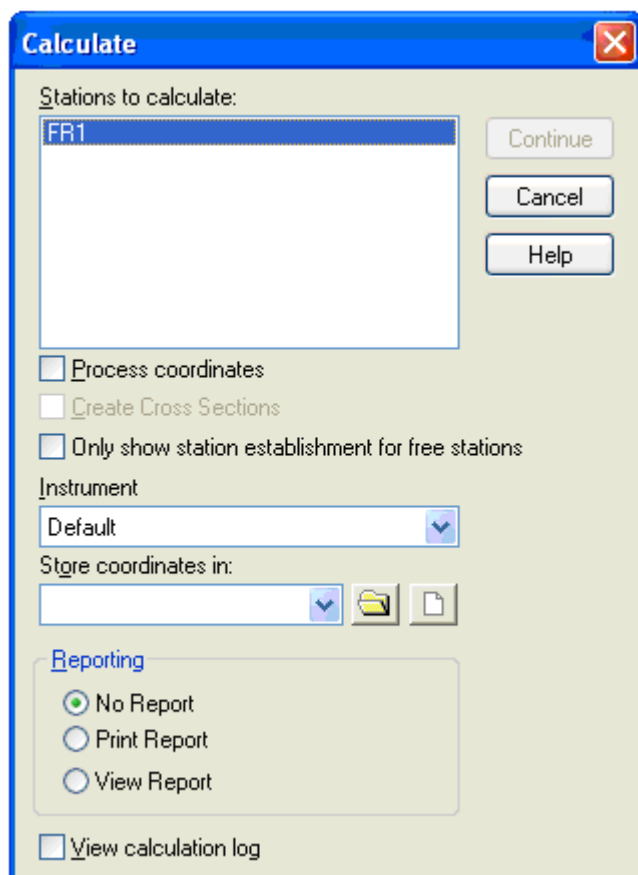 Calculate
Stations to calculate:
FR1
Continue
Cancel
Help
Process coordinates
Create Cross Sections
Only show station establishment for free stations
Instrument
Default
Store coordinates in:
Reporting
No Report
Print Report
View Report
View calculation log